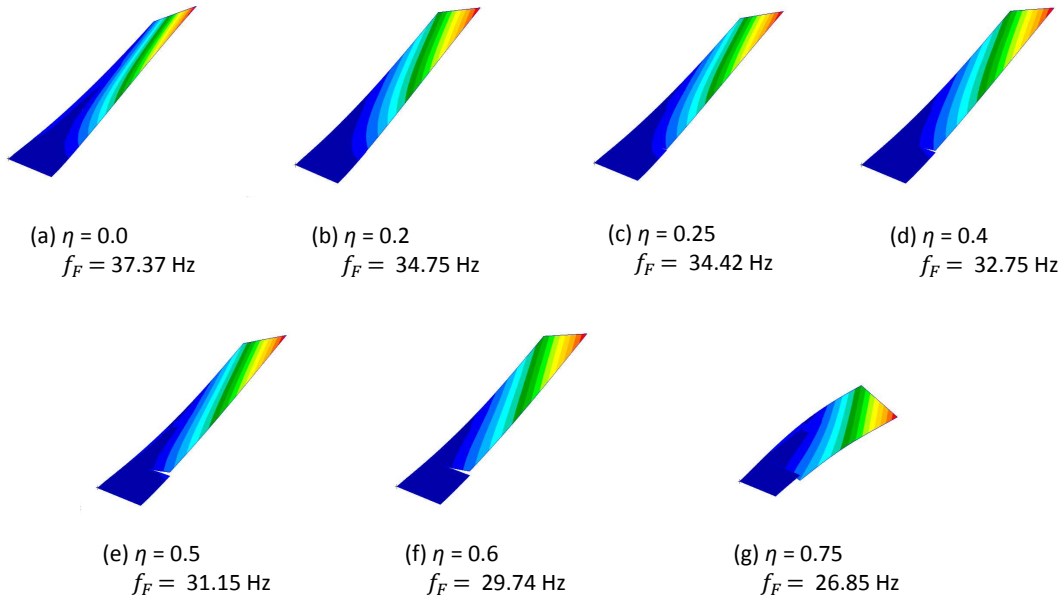 (a) η = 0.0
f_F = 37.37 Hz
(b) η = 0.2
f_F = 34.75 Hz
(c) η = 0.25
f_F = 34.42 Hz
(d) η = 0.4
f_F = 32.75 Hz
(e) η = 0.5
f_F = 31.15 Hz
(f) η = 0.6
f_F = 29.74 Hz
(g) η = 0.75
f_F = 26.85 Hz